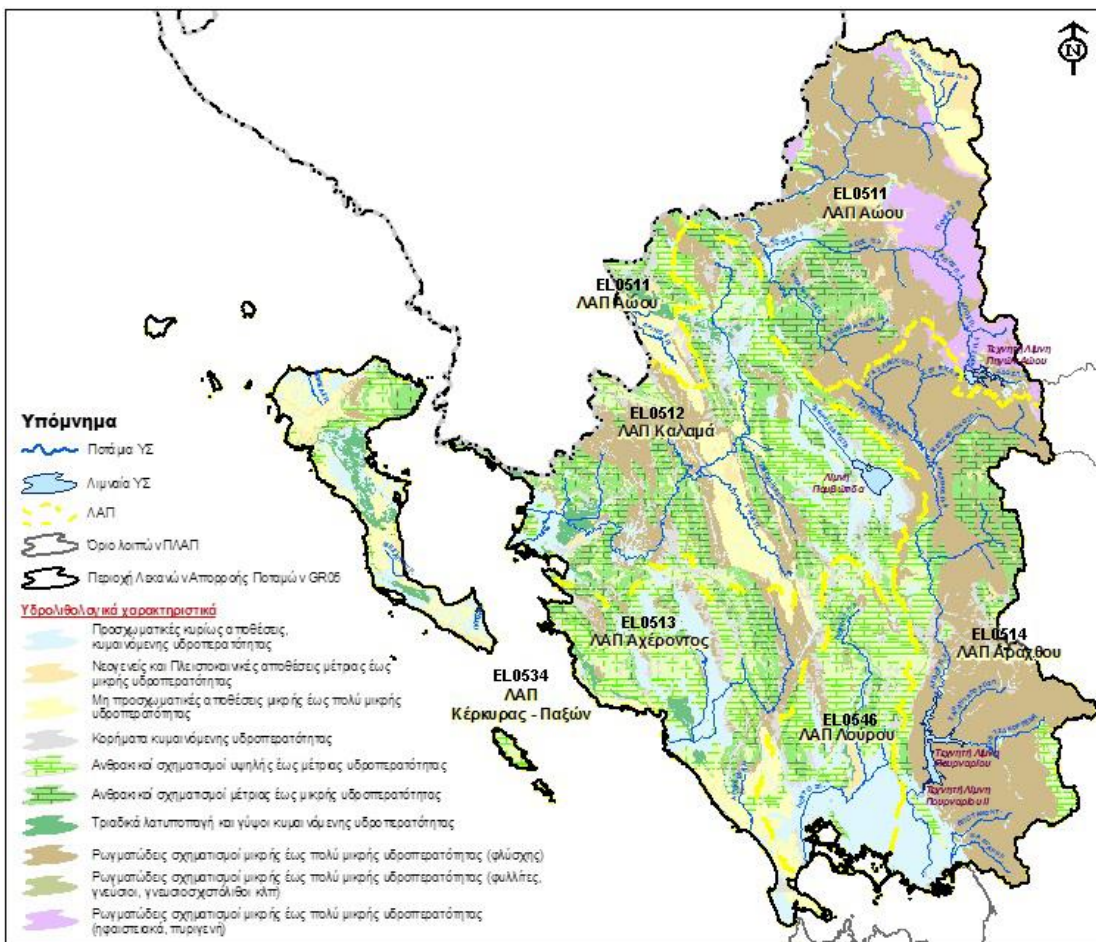 N
EL0511
ΛΑΠ Αώου
EL0511
ΛΑΠ Αώου
Τεχνητή Λίμνη
Πηγών Αώου
EL0512
ΛΑΠ Καλαμά
Λίμνη
Παμβώτιδα
EL0513
ΛΑΠ Αχέροντος
EL0514
ΛΑΠ Αράχθου
EL0534
ΛΑΠ
Κέρκυρας - Παξών
EL0546
ΛΑΠ Λούρου
Τεχνητή Λίμνη
Πουρναρίου
Τεχνητή Λίμνη
Πουρναρίου II
Υπόμνημα
Ποτάμια ΥΣ
Λιμναία ΥΣ
ΛΑΠ
Όριο λοιπών ΠΛΑΠ
Περιοχή Λεκανών Απορροής Ποταμών GR05
Υδρολιθολογικά χαρακτηριστικά
Προσχωματικές κυρίως αποθέσεις,
κυμαινόμενης υδροπερατότητας
Νεογενείς και Πλειστοκαινικές αποθέσεις μέτριας έως
μικρής υδροπερατότητας
Μη προσχωματικές αποθέσεις μικρής έως πολύ μικρής
υδροπερατότητας
Κορήματα κυμαινόμενης υδροπερατότητας
Ανθρακικοί σχηματισμοί υψηλής έως μέτριας υδροπερατότητας
Ανθρακικοί σχηματισμοί μέτριας έως μικρής υδροπερατότητας
Τριαδικά λατυποπαγή και γύψοι κυμαινόμενης υδροπερατότητας
Ρωγματώδεις σχηματισμοί μικρής έως πολύ μικρής υδροπερατότητας (φλύσχης)
Ρωγματώδεις σχηματισμοί μικρής έως πολύ μικρής υδροπερατότητας (φυλλίτες,
γνεύσιοι, γνευσιοσχιστόλιθοι κλπ)
Ρωγματώδεις σχηματισμοί μικρής έως πολύ μικρής υδροπερατότητας
(ηφαιστειακά, πυριγενή)